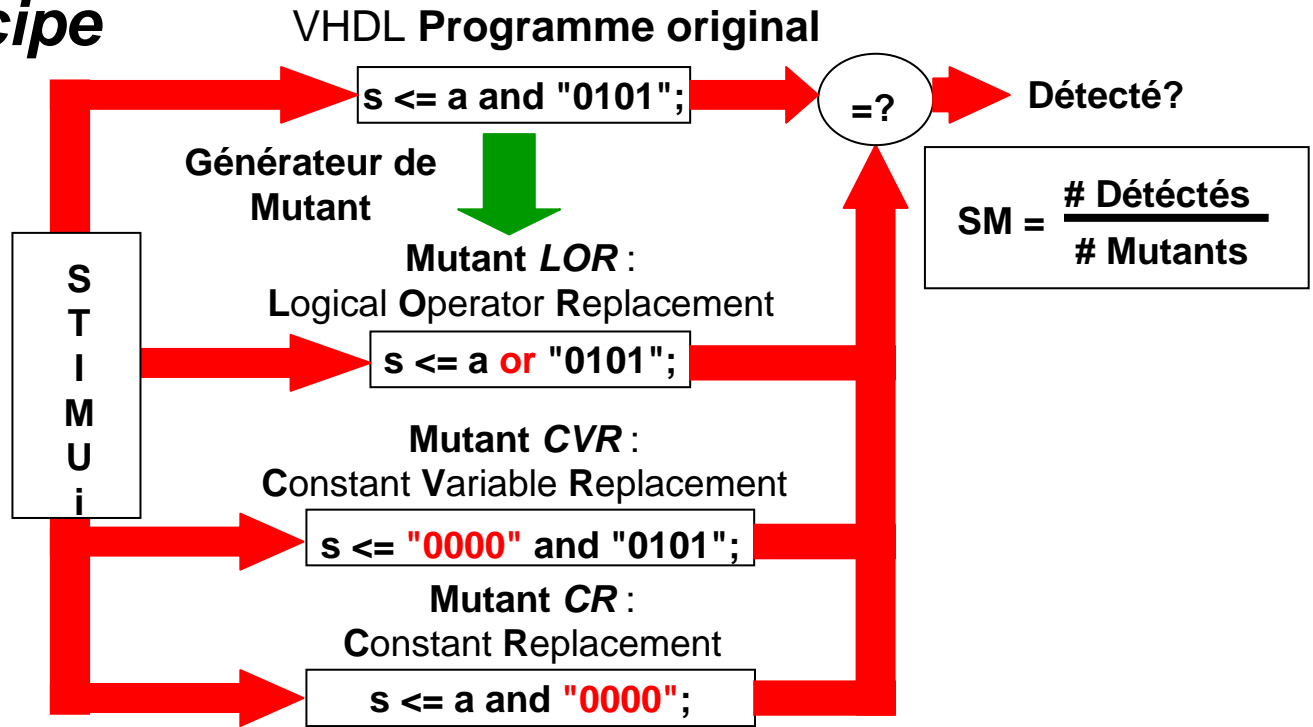 VHDL Programme original
s <= a and "0101";
=?
Détecté?
Générateur de
Mutant
SM =
# Détéctés
# Mutants
STIMUi
Mutant LOR :
Logical Operator Replacement
s <= a or "0101";
Mutant CVR :
Constant Variable Replacement
s <= "0000" and "0101";
Mutant CR :
Constant Replacement
s <= a and "0000";